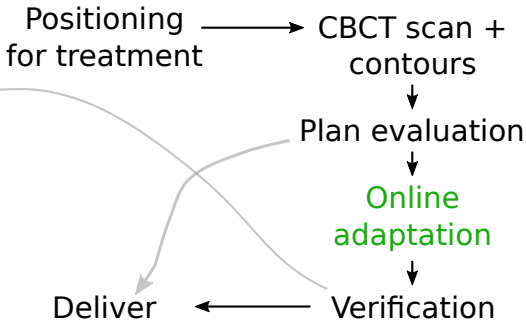 Positioning
for treatment
CBCT scan +
contours
Plan evaluation
Online
adaptation
Verification
Deliver